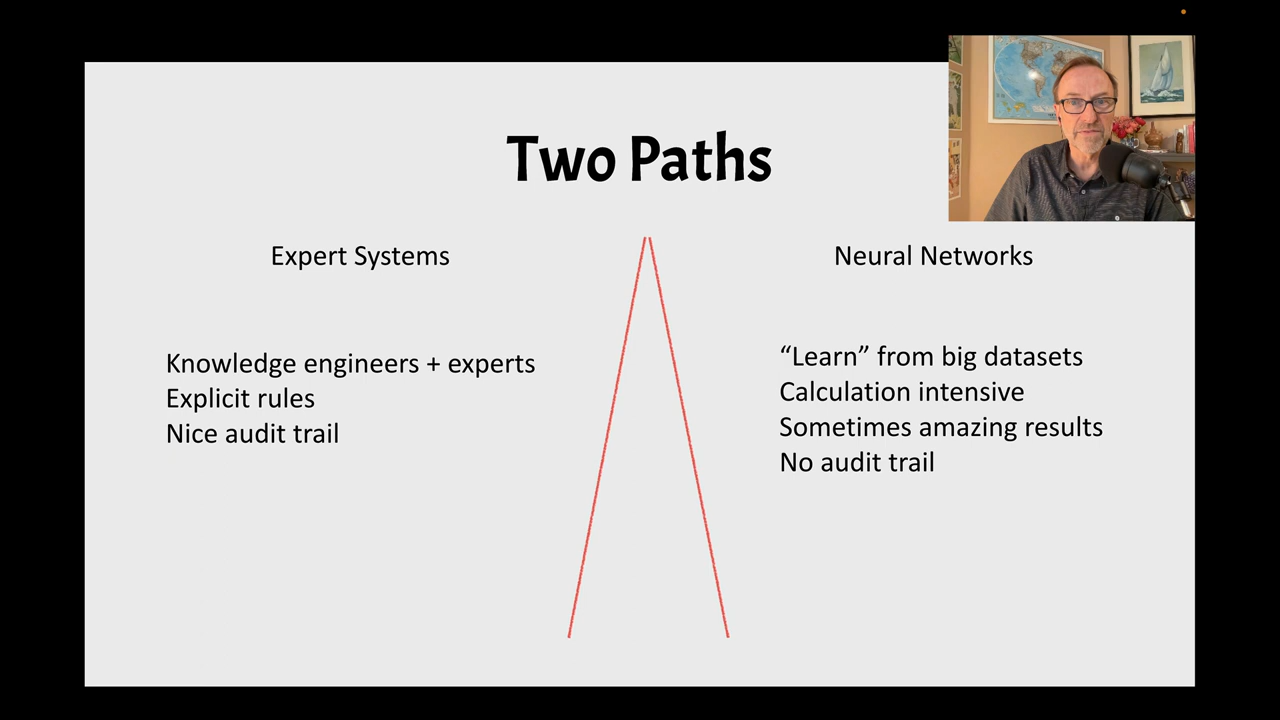 Two Paths
Expert Systems
Knowledge engineers + experts
Explicit rules
Nice audit trail
Neural Networks
“Learn” from big datasets
Calculation intensive
Sometimes amazing results
No audit trail